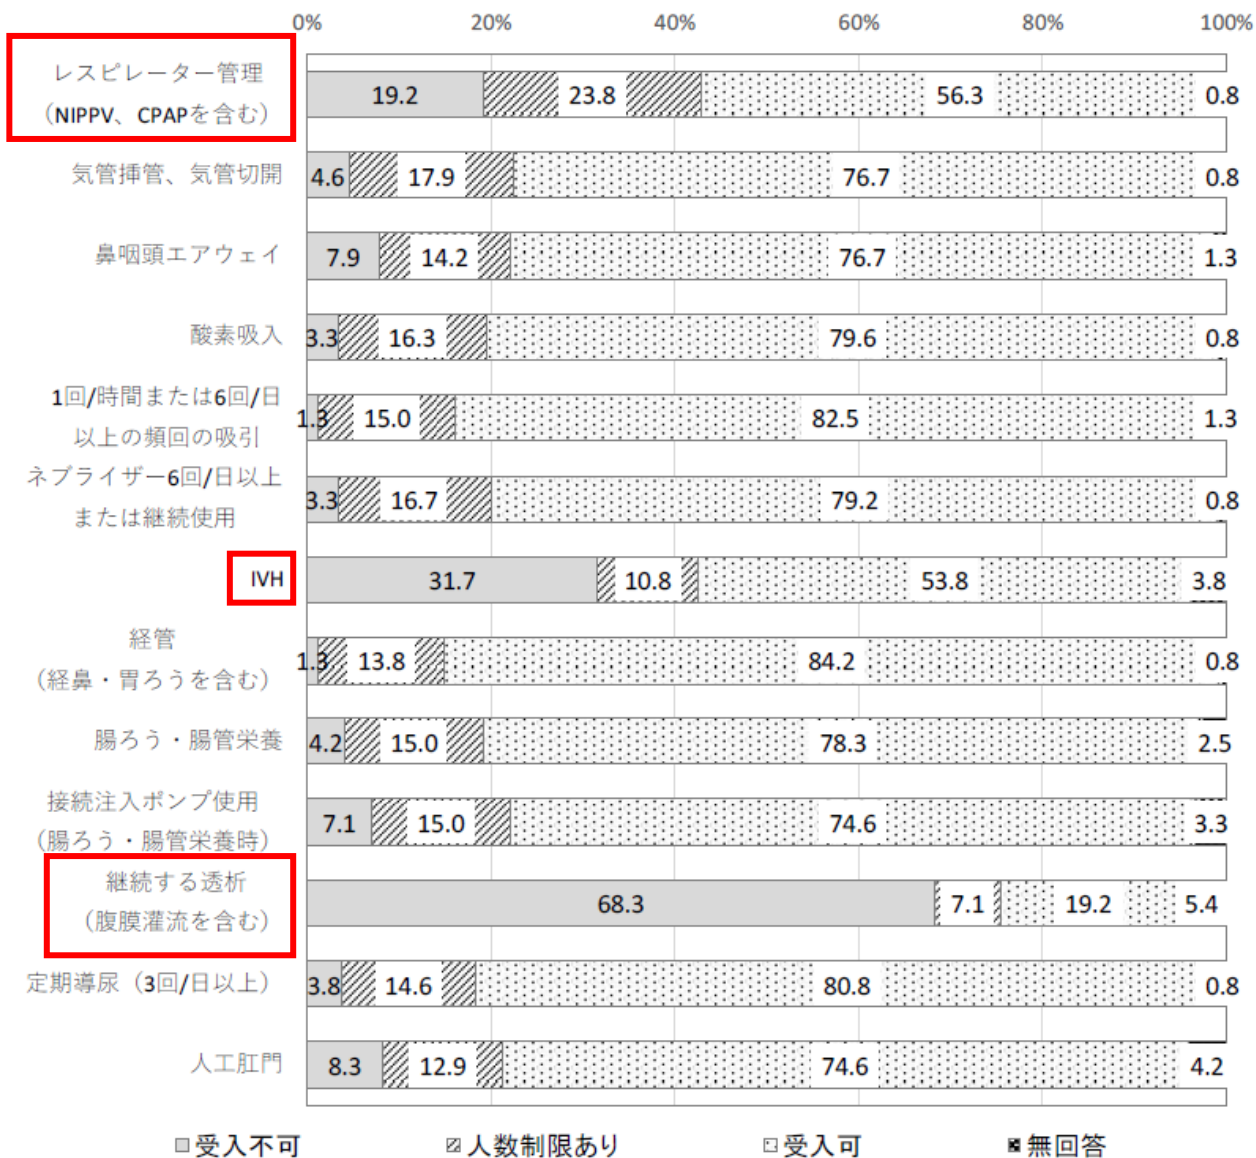 0% 20% 40% 60% 80% 100%
レスピレーター管理
（NIPPV、CPAPを含む）
19.2 23.8 56.3 0.8
気管挿管、気管切開 4.6 17.9 76.7 0.8
鼻咽頭エアウェイ 7.9 14.2 76.7 1.3
酸素吸入 3.3 16.3 79.6 0.8
1回/時間または6回/日
以上の頻回の吸引
1.3 15.0 82.5 1.3
ネブライザー6回/日以上
または継続使用
3.3 16.7 79.2 0.8
IVH 31.7 10.8 53.8 3.8
経管
（経鼻・胃ろうを含む）
1.3 13.8 84.2 0.8
腸ろう・腸管栄養 4.2 15.0 78.3 2.5
接続注入ポンプ使用
（腸ろう・腸管栄養時）
7.1 15.0 74.6 3.3
継続する透析
（腹膜灌流を含む）
68.3 7.1 19.2 5.4
定期導尿（3回/日以上） 3.8 14.6 80.8 0.8
人工肛門 8.3 12.9 74.6 4.2
受入不可 人数制限あり 受入可 無回答